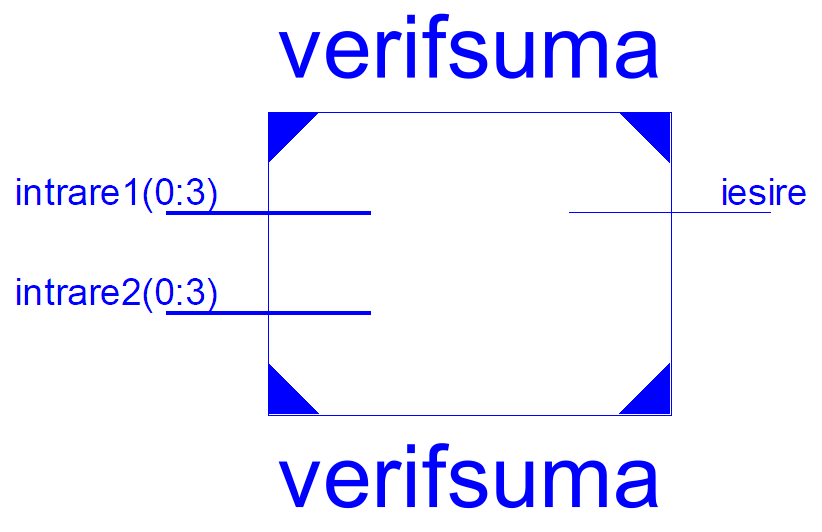 verifsuma
intrare1(0:3)
iesire
intrare2(0:3)
verifsuma